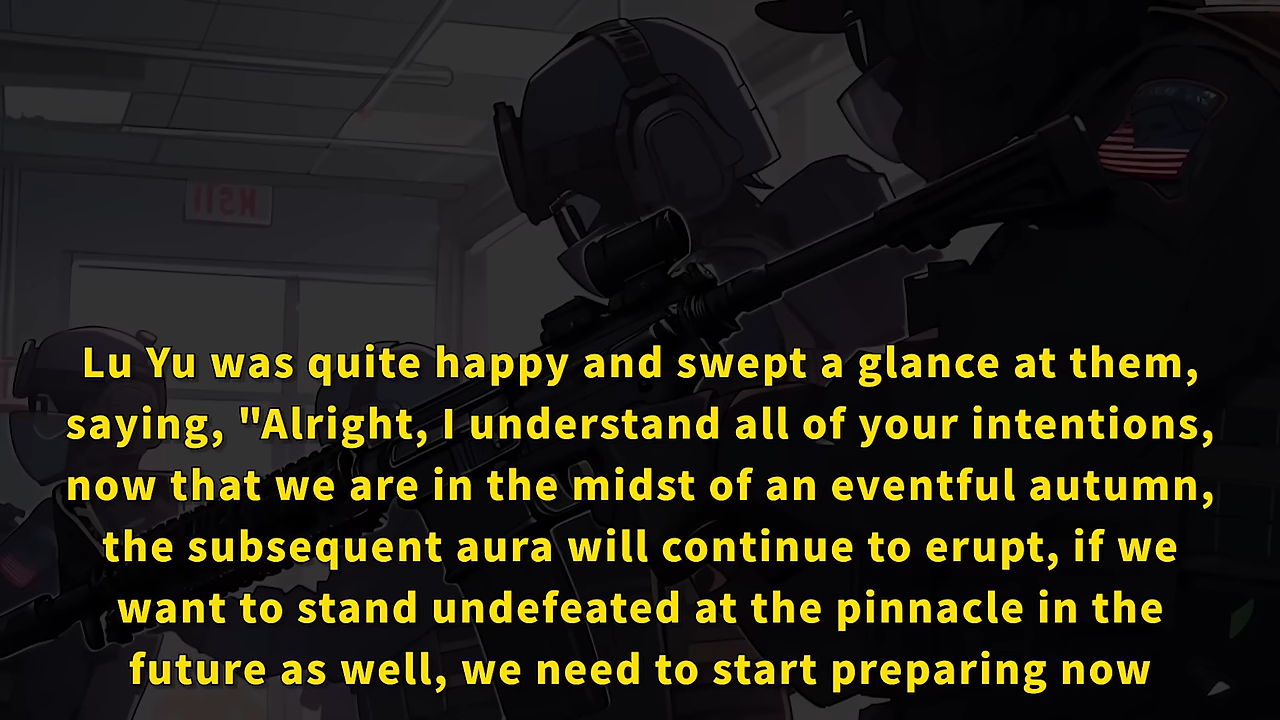 Lu Yu was quite happy and swept a glance at them,
saying, "Alright, I understand all of your intentions,
now that we are in the midst of an eventful autumn,
the subsequent aura will continue to erupt, if we
want to stand undefeated at the pinnacle in the
future as well, we need to start preparing now